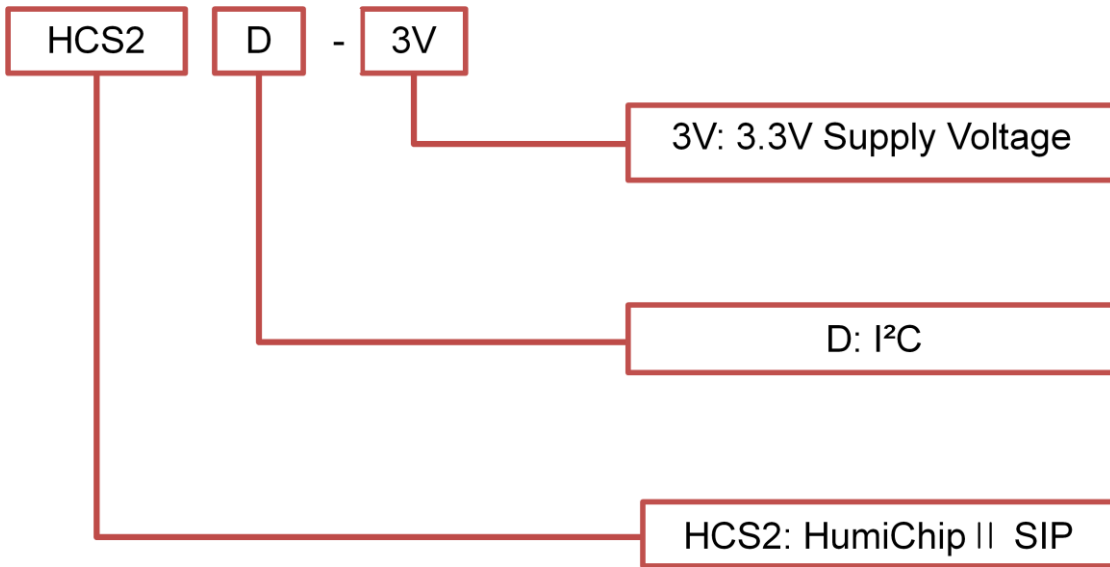 HCS2 D - 3V
3V: 3.3V Supply Voltage
D: I²C
HCS2: HumiChip II SIP